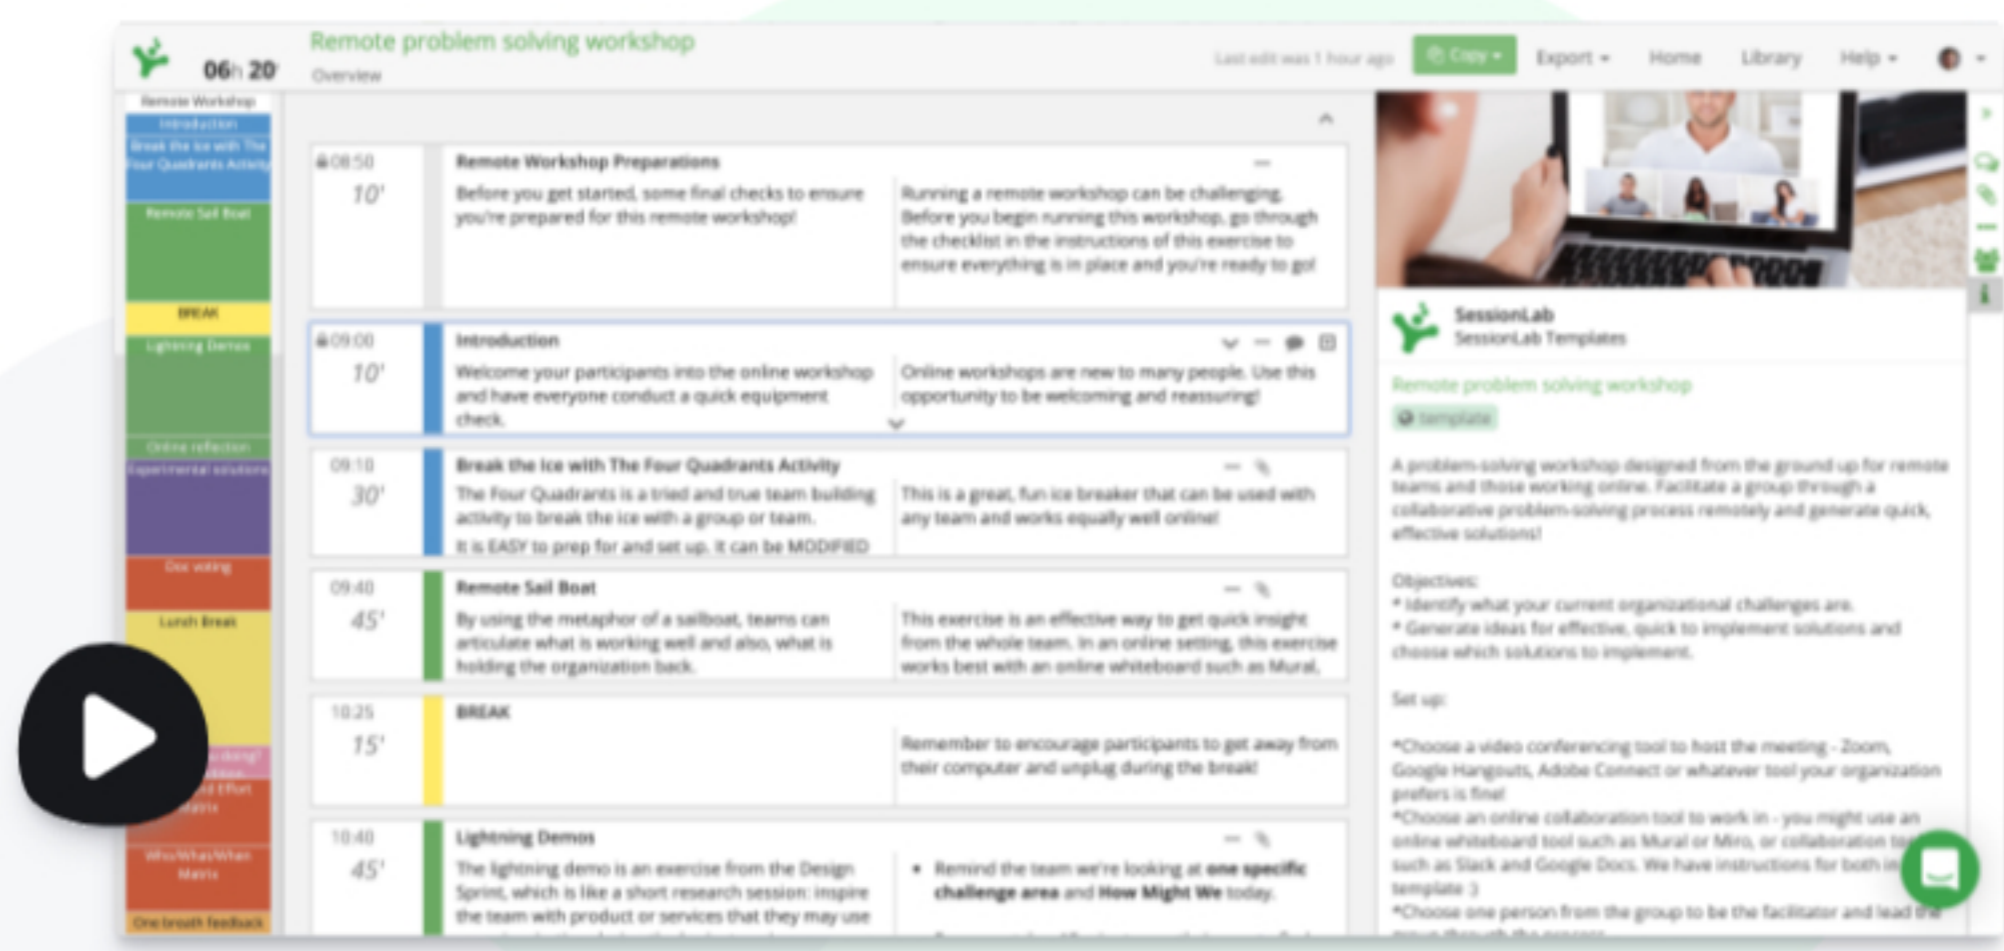 06h 20'
Remote problem solving workshop
Overview
Last edit was 1 hour ago
Copy
Export
Home
Library
Help
Remote Workshop
Introduction
Break the ice with The
Four Quadrants Activity
Remote Sail Boat
BREAK
Lightning Demos
Online reflection
Experimental solutions
Doc voting
Lunch Break
Effort
Matrix
Who/What/When
Matrix
One breath feedback
08:50
10'
Remote Workshop Preparations
Before you get started, some final checks to ensure
you're prepared for this remote workshop!
Running a remote workshop can be challenging.
Before you begin running this workshop, go through
the checklist in the instructions of this exercise to
ensure everything is in place and you're ready to go!
09:00
10'
Introduction
Welcome your participants into the online workshop
and have everyone conduct a quick equipment
check.
Online workshops are new to many people. Use this
opportunity to be welcoming and reassuring!
09:10
30'
Break the Ice with The Four Quadrants Activity
The Four Quadrants is a tried and true team building
activity to break the ice with a group or team.
It is EASY to prep for and set up. It can be MODIFIED
This is a great, fun ice breaker that can be used with
any team and works equally well online!
09:40
45'
Remote Sail Boat
By using the metaphor of a sailboat, teams can
articulate what is working well and also, what is
holding the organization back.
This exercise is an effective way to get quick insight
from the whole team. In an online setting, this exercise
works best with an online whiteboard such as Mural,
10:25
15'
BREAK
Remember to encourage participants to get away from
their computer and unplug during the break!
10:40
45'
Lightning Demos
The lightning demo is an exercise from the Design
Sprint, which is like a short research session: inspire
the team with product or services that they may use
• Remind the team we're looking at one specific
challenge area and How Might We today.
SessionLab
SessionLab Templates
Remote problem solving workshop
template
A problem-solving workshop designed from the ground up for remote
teams and those working online. Facilitate a group through a
collaborative problem-solving process remotely and generate quick,
effective solutions!
Objectives:
* Identify what your current organizational challenges are.
* Generate ideas for effective, quick to implement solutions and
choose which solutions to implement.
Set up:
*Choose a video conferencing tool to host the meeting - Zoom,
Google Hangouts, Adobe Connect or whatever tool your organization
prefers is fine!
*Choose an online collaboration tool to work in - you might use an
online whiteboard tool such as Mural or Miro, or collaboration
such as Slack and Google Docs. We have instructions for both in
template :)
*Choose one person from the group to be the facilitator and lead the